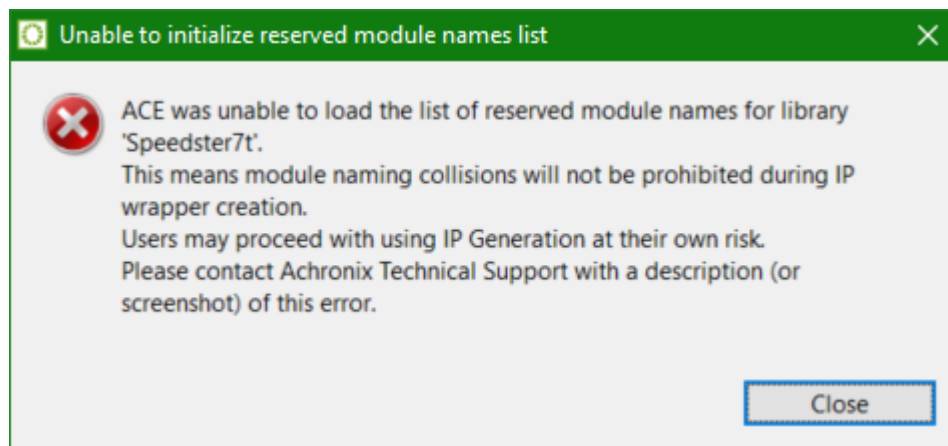 Unable to initialize reserved module names list
ACE was unable to load the list of reserved module names for library
'Speedster7t'.
This means module naming collisions will not be prohibited during IP
wrapper creation.
Users may proceed with using IP Generation at their own risk.
Please contact Achronix Technical Support with a description (or
screenshot) of this error.
Close